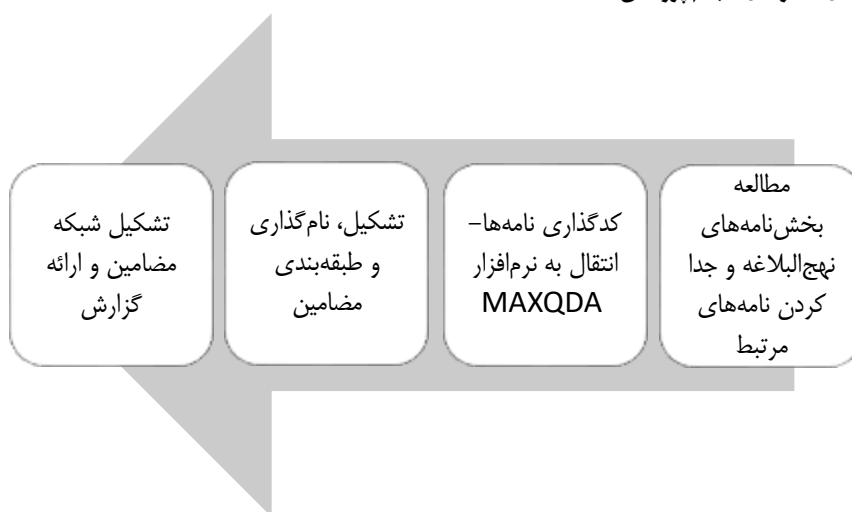 مطالعه
بخش‌نامه‌های
نهج‌البلاغه و جدا
کردن نامه‌های
مرتبط
کدگذاری نامه‌ها-
انتقال به نرم‌افزار
MAXQDA
تشکیل، نام‌گذاری
و طبقه‌بندی
مضامین
تشکیل شبکه
مضامین و ارائه
گزارش